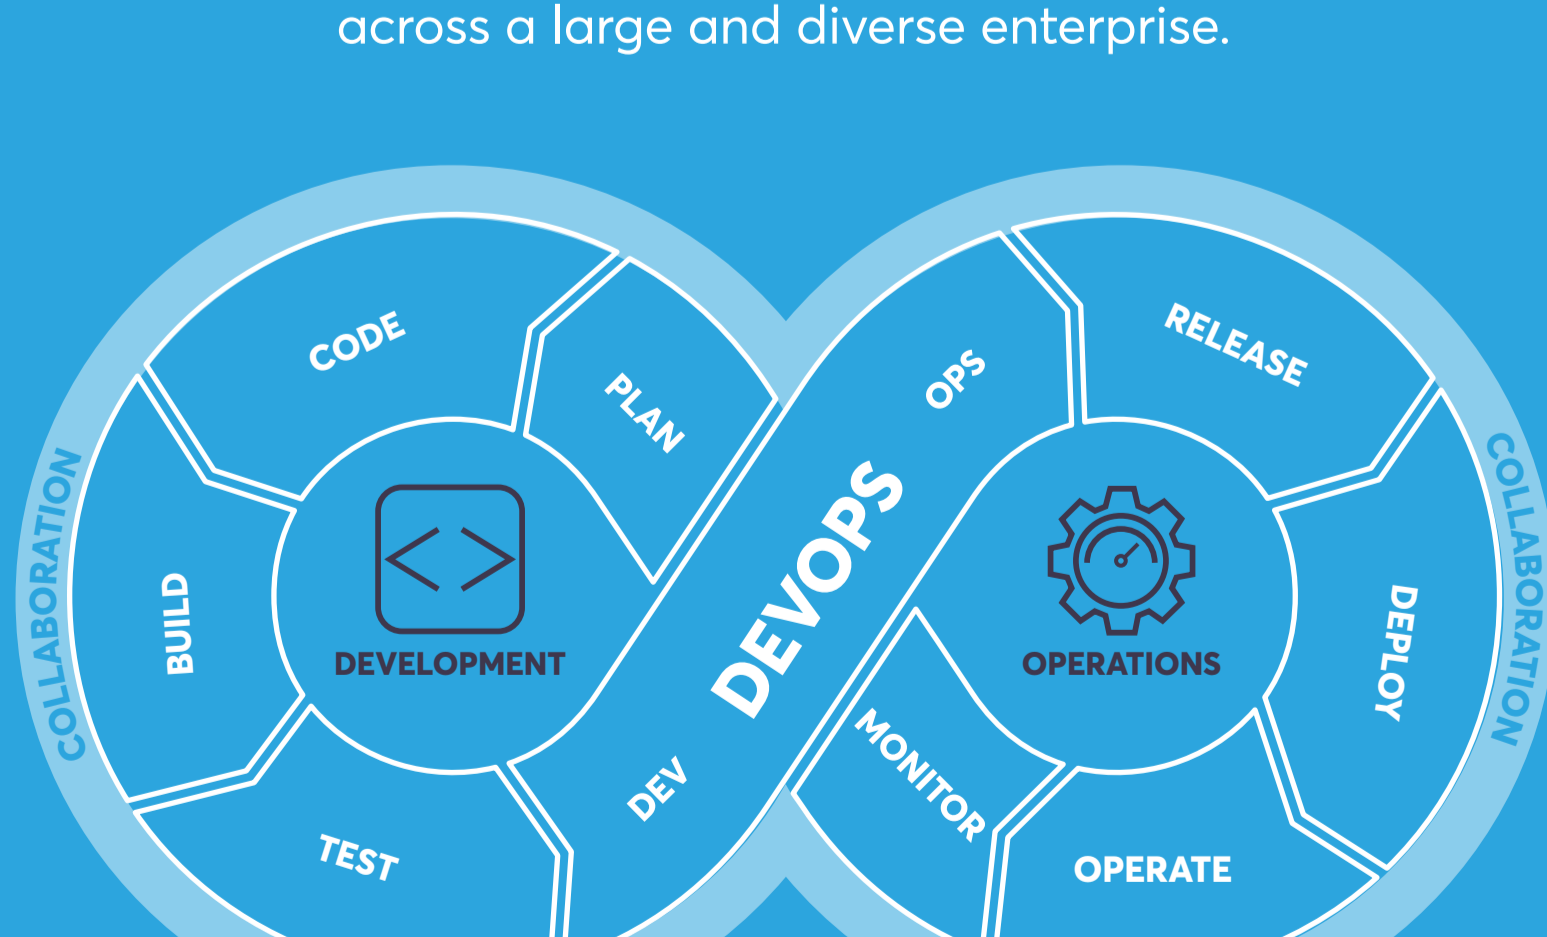 across a large and diverse enterprise.
CODE
PLAN
OPS
RELEASE
COLLABORATION
BUILD
DEVELOPMENT
DEVOPS
OPERATIONS
DEPLOY
COLLABORATION
DEV
MONITOR
TEST
OPERATE